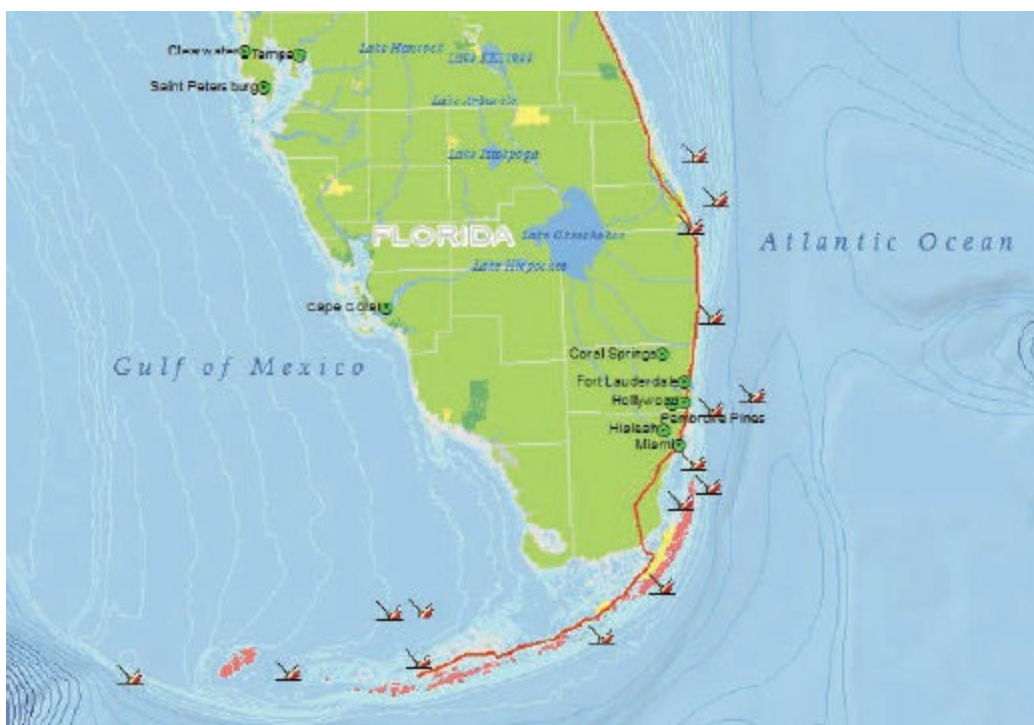 Clearwater
Tampa
Lake Hancock
Saint Petersburg
Lake Arbuckle
Lake Istokpoga
FLORIDA
Lake Okeechobee
Lake Hicpochee
Atlantic Ocean
Cape Coral
Gulf of Mexico
Coral Springs
Fort Lauderdale
Hollywood
Pembroke Pines
Hialeah
Miami